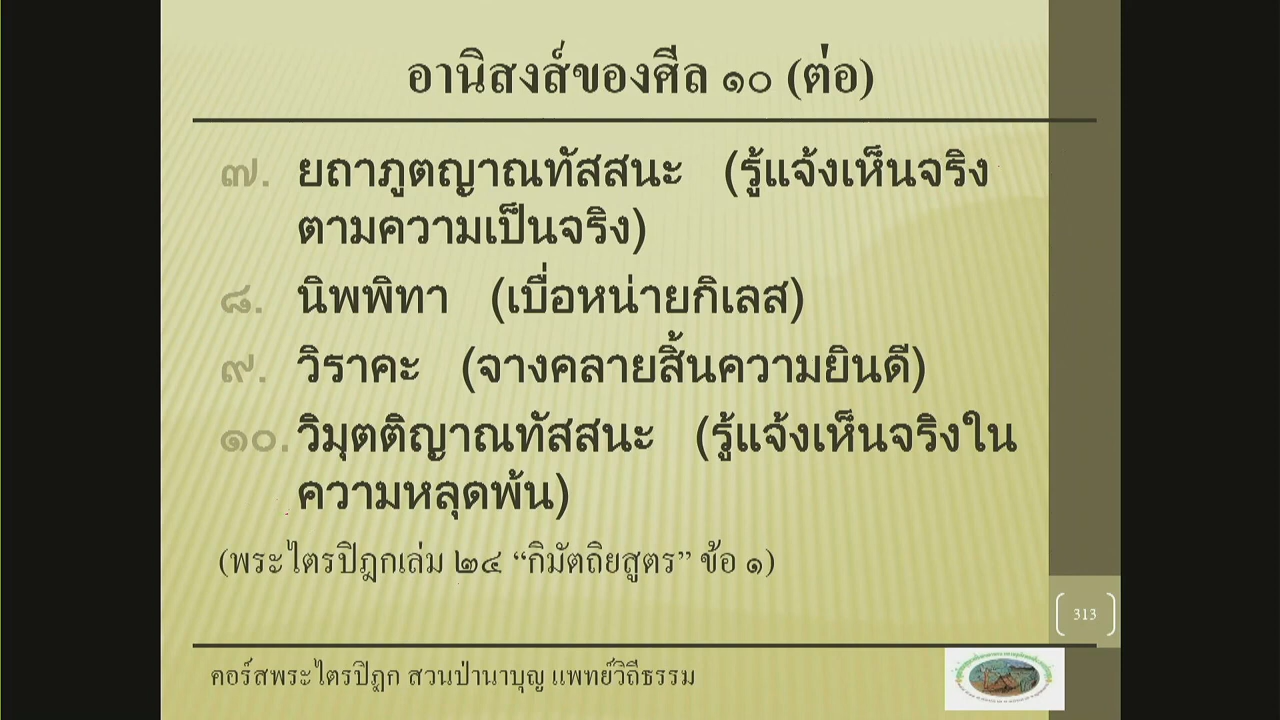 อานิสงส์ของศีล ๑๐ (ต่อ)
๗. ยถาภูตญาณทัสสนะ (รู้แจ้งเห็นจริง
ตามความเป็นจริง)
๘. นิพพิทา (เบื่อหน่ายกิเลส)
๙. วิราคะ (จางคลายสิ้นความยินดี)
๑๐. วิมุตติญาณทัสสนะ (รู้แจ้งเห็นจริงใน
ความหลุดพ้น)
(พระไตรปิฎกเล่ม ๒๔ “กิมัตถิยสูตร” ข้อ ๑)
313
คอร์สพระไตรปิฏก สวนป่านาบุญ แพทย์วิถีธรรม